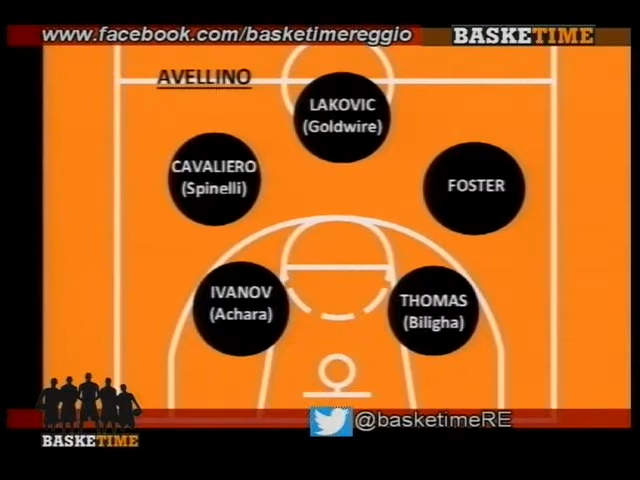 www.facebook.com/basketimereggio
BASKETIME
AVELLINO
LAKOVIC
(Goldwire)
CAVALIERO
(Spinelli)
FOSTER
IVANOV
(Achara)
THOMAS
(Biligha)
@basketimeRE
BASKETIME